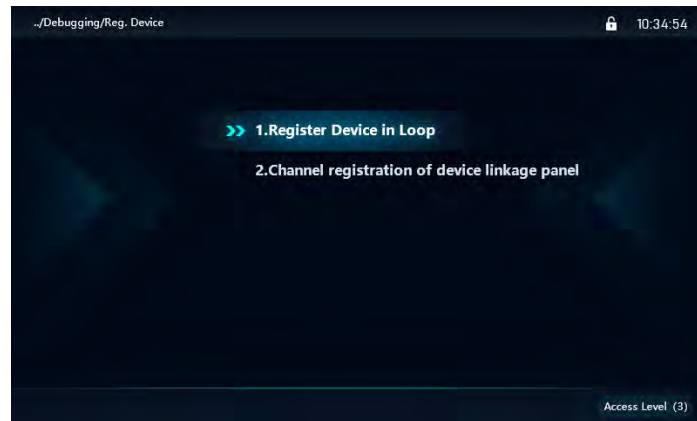 ../Debugging/Reg. Device
10:34:54
1.Register Device in Loop
2.Channel registration of device linkage panel
Access Level (3)